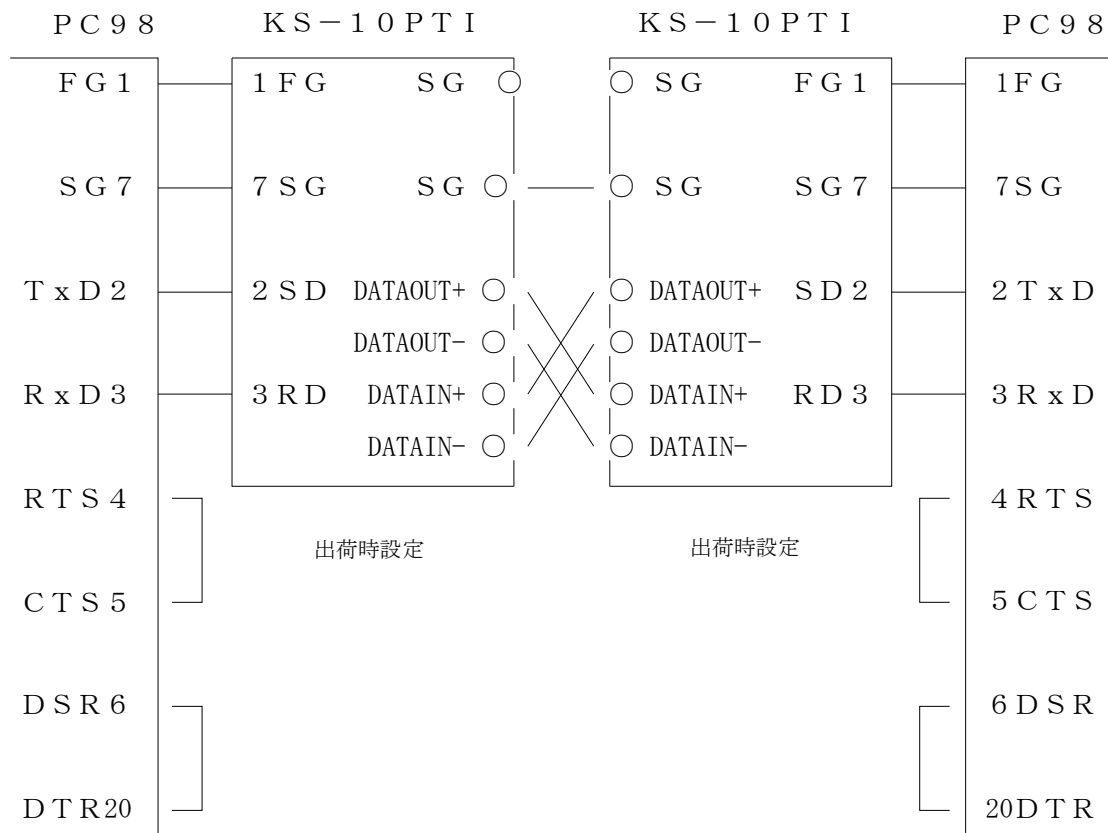 PC98 KS-10PTI KS-10PTI PC98
FG1 1FG SG SG FG1 1FG
SG7 7SG SG SG SG7 7SG
TxD2 2SD DATAOUT+ DATAOUT+ SD2 2TxD
DATAOUT- DATAOUT-
RxD3 3RD DATAIN+ DATAIN+ RD3 3RxD
DATAIN- DATAIN-
RTS4 4RTS
出荷時設定 出荷時設定
CTS5 5CTS
DSR6 6DSR
DTR20 20DTR